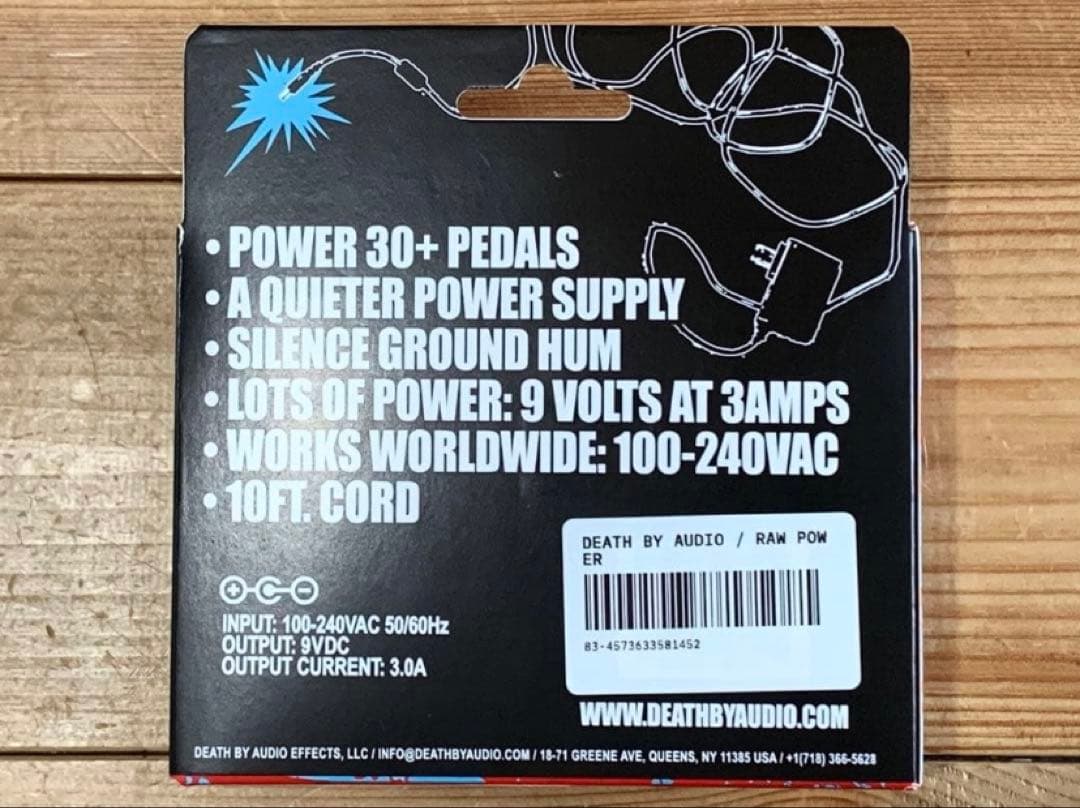 • POWER 30+ PEDALS
• A QUIETER POWER SUPPLY
• SILENCE GROUND HUM
• LOTS OF POWER: 9 VOLTS AT 3AMPS
• WORKS WORLDWIDE: 100-240VAC
• 10FT. CORD
DEATH BY AUDIO / RAW POW
ER
83-4573633581452
INPUT: 100-240VAC 50/60Hz
OUTPUT: 9VDC
OUTPUT CURRENT: 3.0A
WWW.DEATHBYAUDIO.COM
DEATH BY AUDIO EFFECTS, LLC / INFO@DEATHBYAUDIO.COM / 18-71 GREENE AVE, QUEENS, NY 11385 USA / +1(718) 366-5628